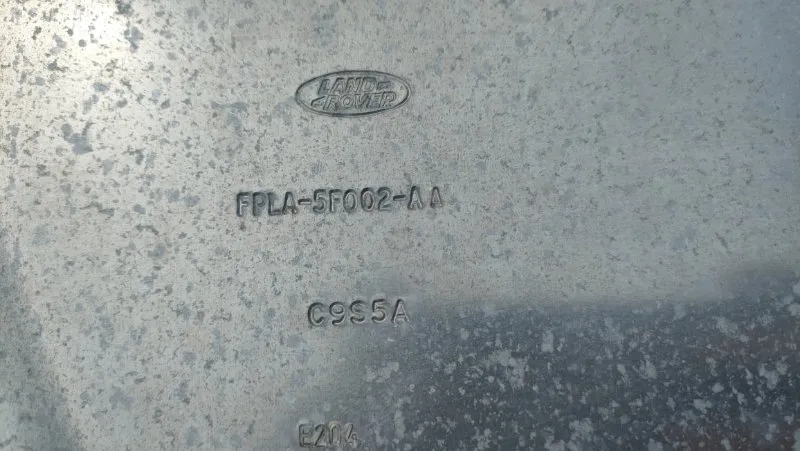 LAND
ROVER
FPLA-5F002-AA
C9S5A
E204